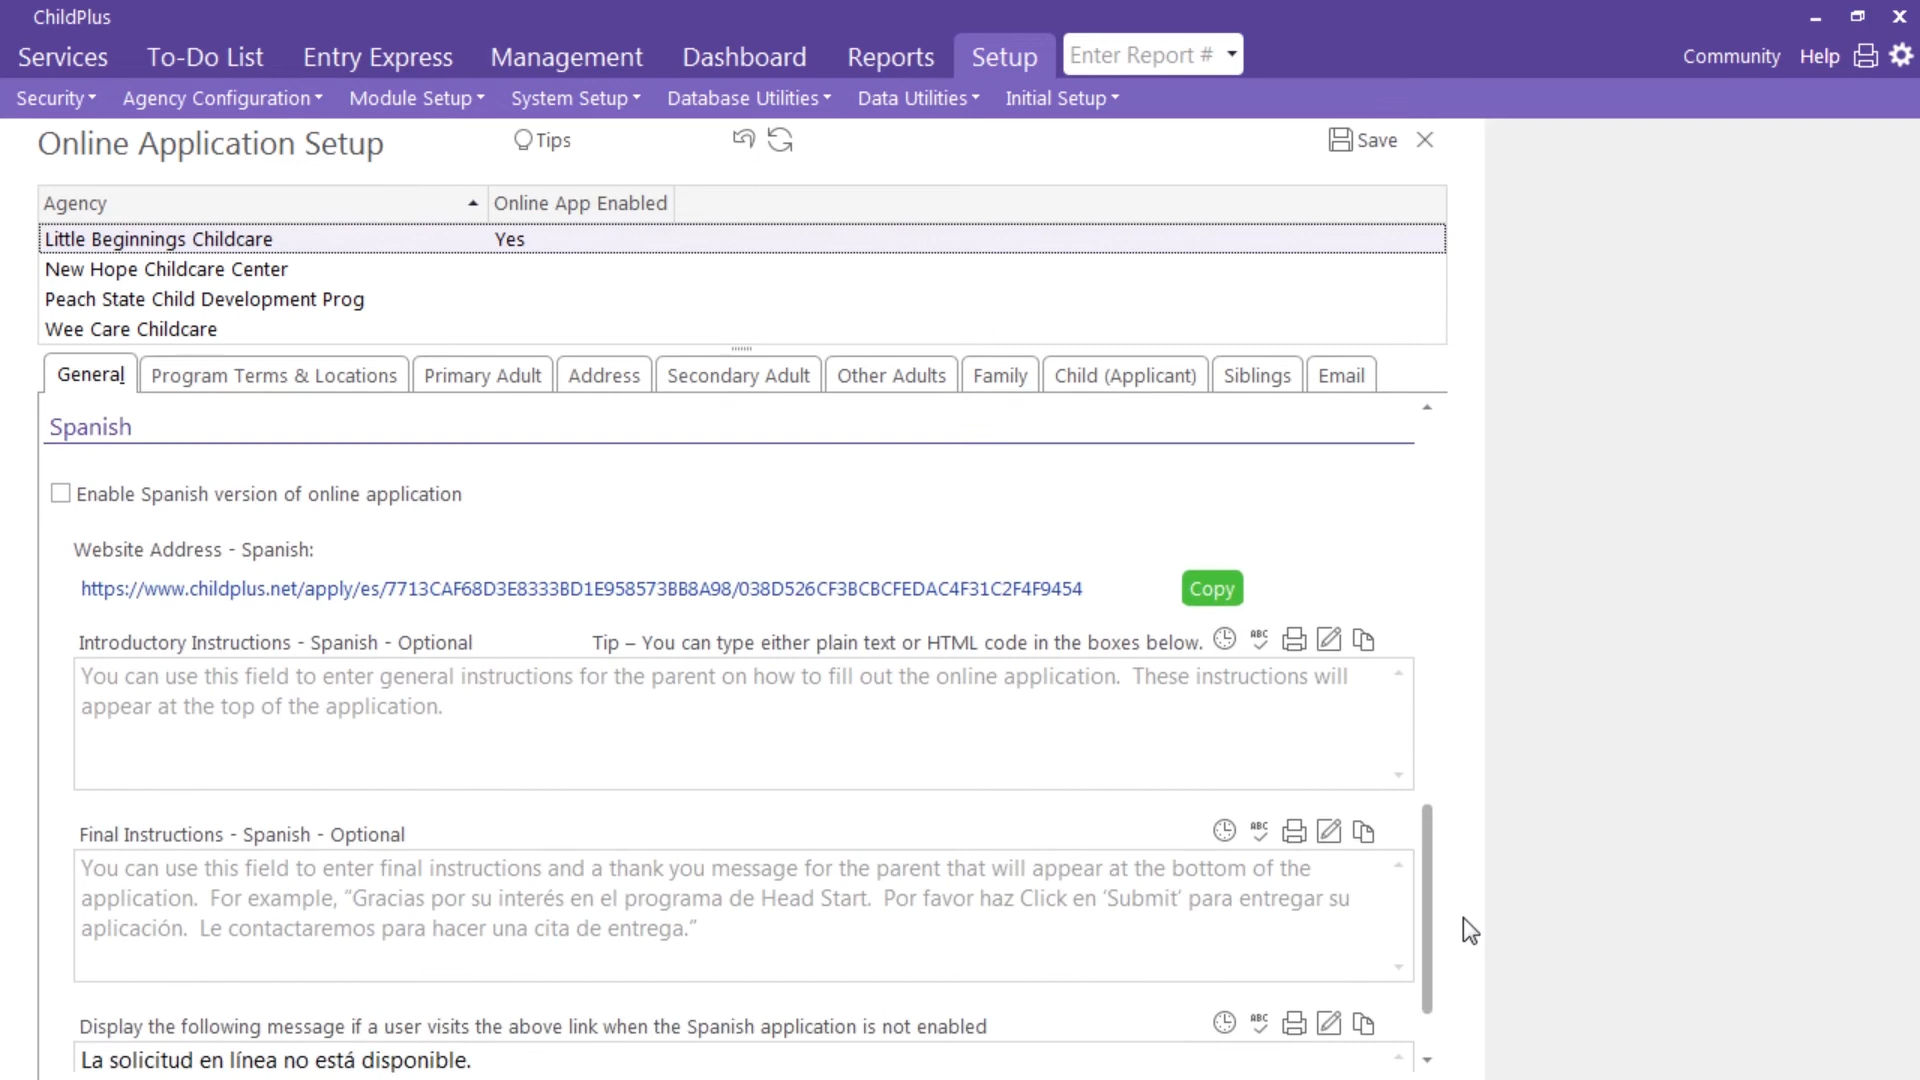 ChildPlus
Services To-Do List Entry Express Management Dashboard Reports Setup Enter Report # Community Help
Security Agency Configuration Module Setup System Setup Database Utilities Data Utilities Initial Setup
Online Application Setup Tips Save
Agency Online App Enabled
Little Beginnings Childcare Yes
New Hope Childcare Center
Peach State Child Development Prog
Wee Care Childcare
General Program Terms & Locations Primary Adult Address Secondary Adult Other Adults Family Child (Applicant) Siblings Email
Spanish
Enable Spanish version of online application
Website Address - Spanish:
https://www.childplus.net/apply/es/7713CAF68D3E8333BD1E958573BB8A98/038D526CF3BCBCFEDAC4F31C2F4F9454 Copy
Introductory Instructions - Spanish - Optional Tip – You can type either plain text or HTML code in the boxes below. ABC
You can use this field to enter general instructions for the parent on how to fill out the online application. These instructions will
appear at the top of the application.
Final Instructions - Spanish - Optional ABC
You can use this field to enter final instructions and a thank you message for the parent that will appear at the bottom of the
application. For example, “Gracias por su interés en el programa de Head Start. Por favor haz Click en ‘Submit’ para entregar su
aplicación. Le contactaremos para hacer una cita de entrega.”
Display the following message if a user visits the above link when the Spanish application is not enabled ABC
La solicitud en línea no está disponible.